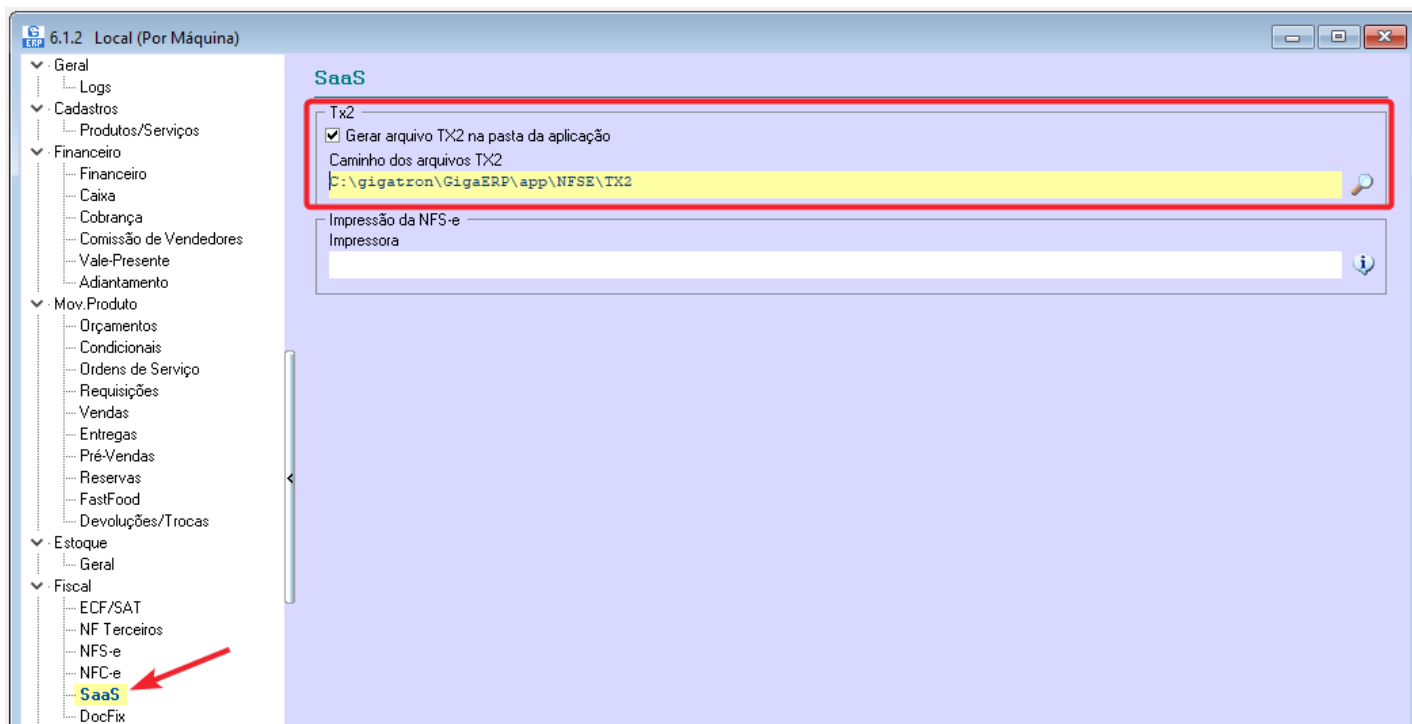 6.1.2 Local (Por Máquina)
Geral
Logs
Cadastros
Produtos/Serviços
Financeiro
Financeiro
Caixa
Cobrança
Comissão de Vendedores
Vale-Presente
Adiantamento
Mov.Produto
Orçamentos
Condicionais
Ordens de Serviço
Requisições
Vendas
Entregas
Pré-Vendas
Reservas
FastFood
Devoluções/Trocas
Estoque
Geral
Fiscal
ECF/SAT
NF Terceiros
NFS-e
NFC-e
SaaS
DocFix
SaaS
Tx2
Gerar arquivo TX2 na pasta da aplicação
Caminho dos arquivos TX2
C:\gigatron\GigaERP\app\NFSE\TX2
Impressão da NFS-e
Impressora